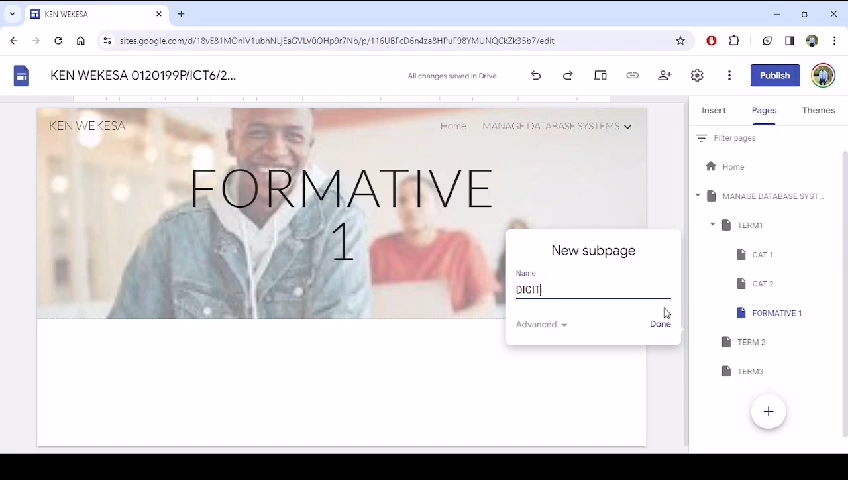 KEN WEKESA
KEN WEKESA 0120199P/ICT6/2...
All changes saved in Drive
Publish
Insert
Pages
Themes
Filter pages
Home
MANAGE DATABASE SYST...
TERM1
CAT 1
CAT 2
FORMATIVE 1
TERM 2
TERM3
KEN WEKESA
Home
MANAGE DATABASE SYSTEMS
FORMATIVE
1
New subpage
Name
DIGIT
Advanced
Done